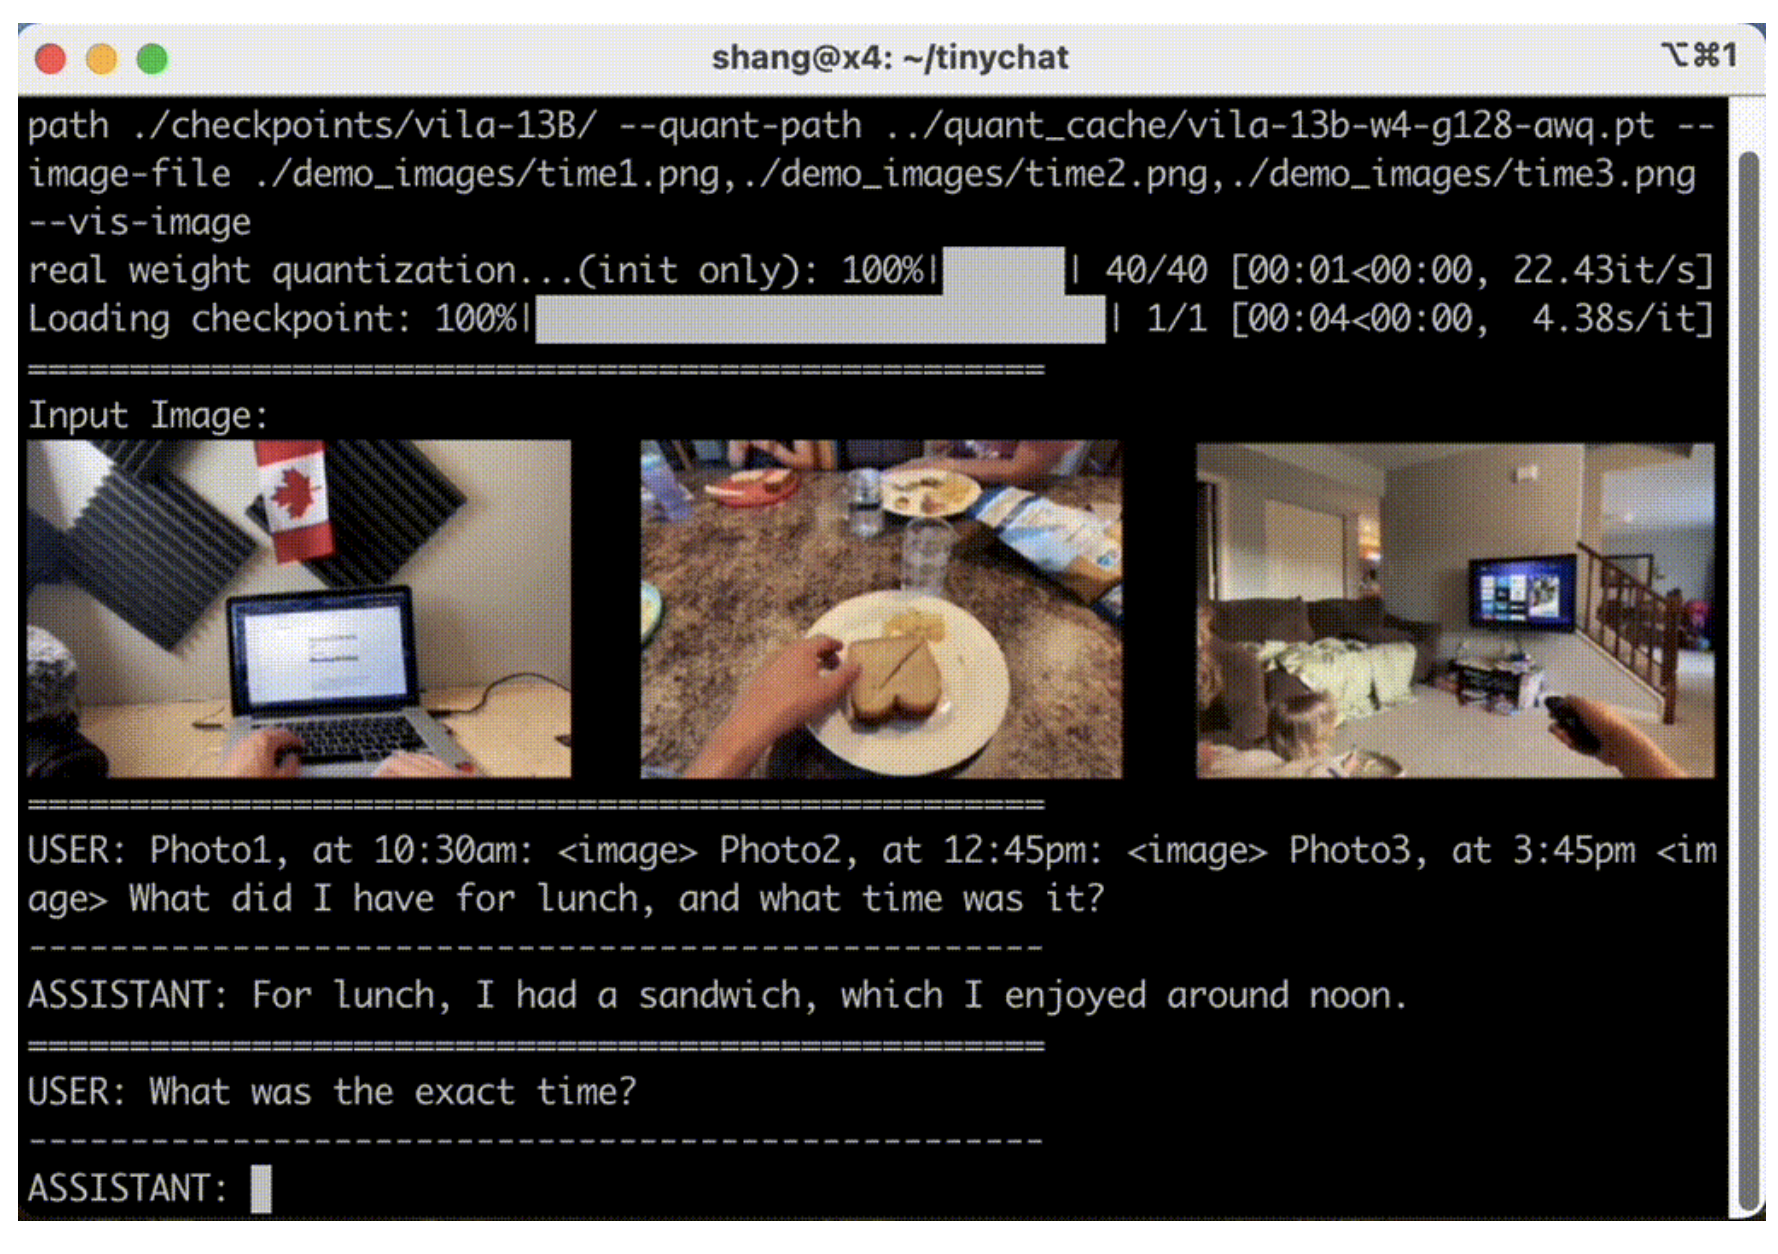 shang@x4: ~/tinychat
⌥⌘1
path ./checkpoints/vila-13B/ --quant-path ../quant_cache/vila-13b-w4-g128-awq.pt --
image-file ./demo_images/time1.png,./demo_images/time2.png,./demo_images/time3.png
--vis-image
real weight quantization...(init only): 100%| | 40/40 [00:01<00:00, 22.43it/s]
Loading checkpoint: 100%| | 1/1 [00:04<00:00,  4.38s/it]
==================================================
Input Image:
==================================================
USER: Photo1, at 10:30am: <image> Photo2, at 12:45pm: <image> Photo3, at 3:45pm <im
age> What did I have for lunch, and what time was it?
--------------------------------------------------
ASSISTANT: For lunch, I had a sandwich, which I enjoyed around noon.
==================================================
USER: What was the exact time?
--------------------------------------------------
ASSISTANT: